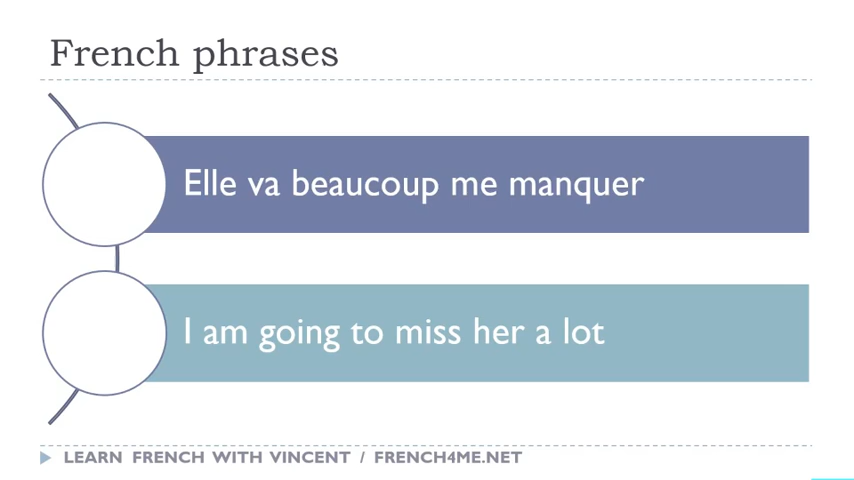 French phrases
Elle va beaucoup me manquer
I am going to miss her a lot
LEARN FRENCH WITH VINCENT / FRENCH4ME.NET